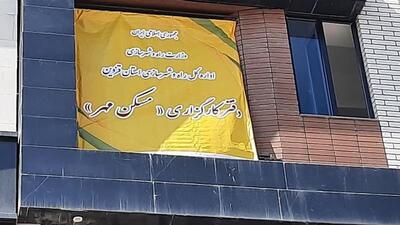 جمهوری اسلامی ایران
وزارت راه و شهرسازی
اداره کل راه و شهرسازی استان قزوین
دفتر کارگزاری « مسکن مهر »